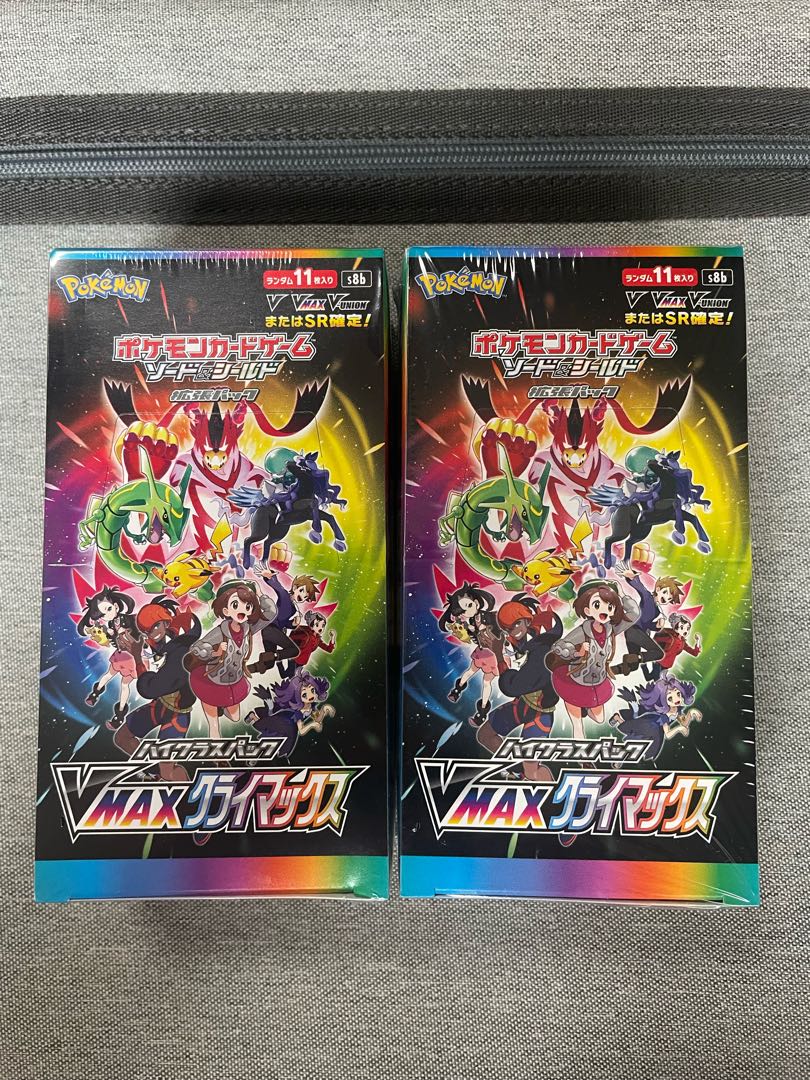 Pokémon
ランダム11枚入り s8b
V VMAX V-UNION
またはSR確定!
ポケモンカードゲーム
ソード&シールド
拡張パック
ハイクラスパック
VMAXクライマックス
Pokémon
ランダム11枚入り s8b
V VMAX V-UNION
またはSR確定!
ポケモンカードゲーム
ソード&シールド
拡張パック
ハイクラスパック
VMAXクライマックス